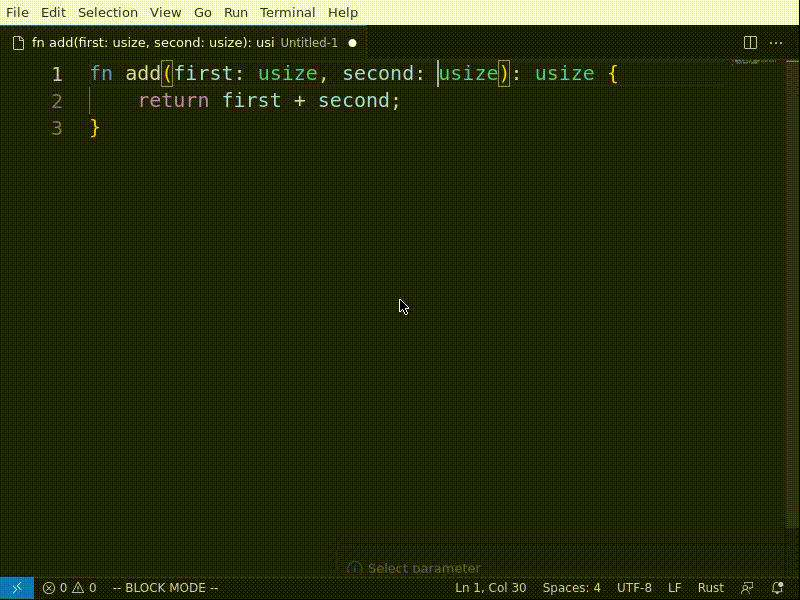 File Edit Selection View Go Run Terminal Help
fn add(first: usize, second: usize): usi Untitled-1
1 fn add(first: usize, second: usize): usize {
2 return first + second;
3 }
Select parameter
0 0 -- BLOCK MODE -- Ln 1, Col 30 Spaces: 4 UTF-8 LF Rust